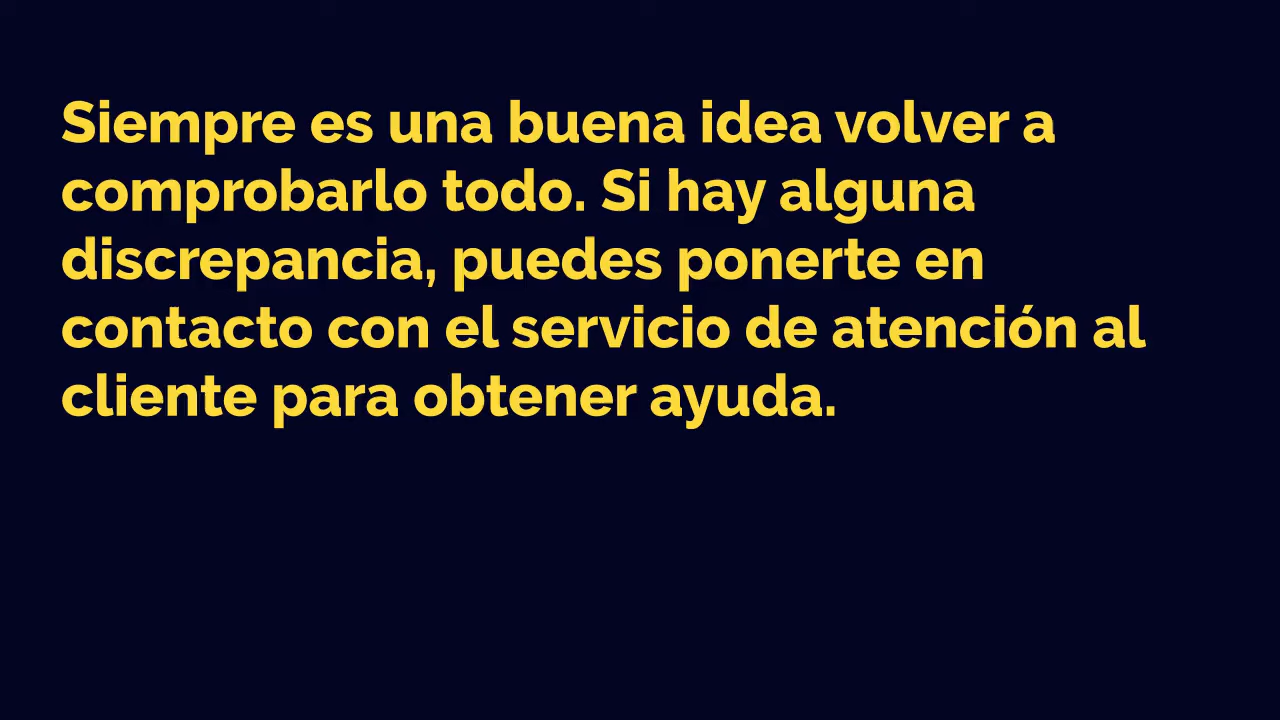 Siempre es una buena idea volver a
comprobarlo todo. Si hay alguna
discrepancia, puedes ponerte en
contacto con el servicio de atención al
cliente para obtener ayuda.